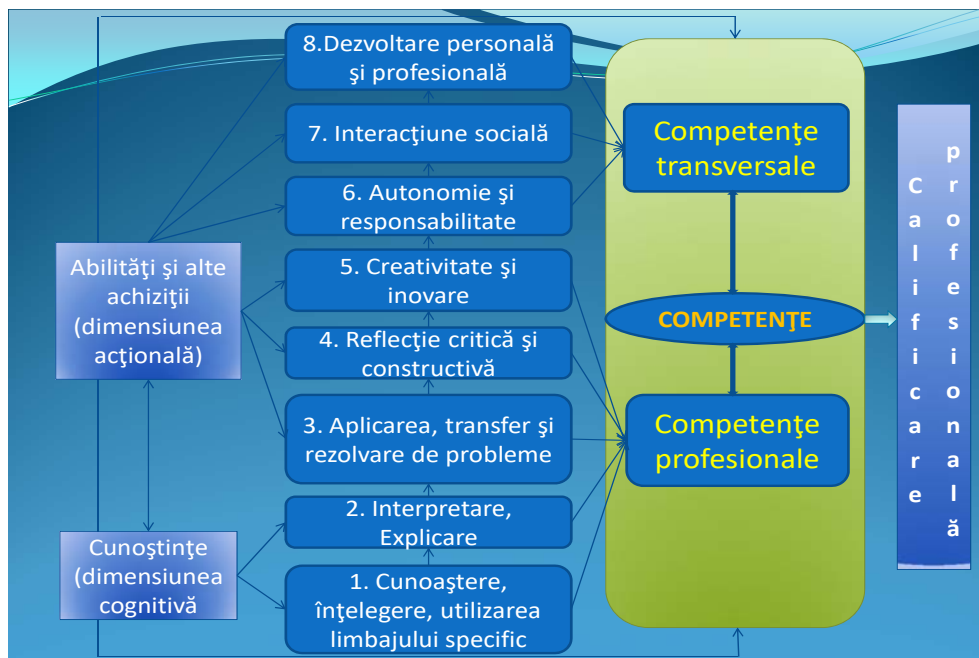 8.Dezvoltare personală
şi profesională
7. Interacţiune socială
6. Autonomie şi
responsabilitate
5. Creativitate şi
inovare
4. Reflecţie critică şi
constructivă
3. Aplicarea, transfer şi
rezolvare de probleme
2. Interpretare,
Explicare
1. Cunoaştere,
înţelegere, utilizarea
limbajului specific
Abilităţi şi alte
achiziţii
(dimensiunea
acţională)
Cunoştinţe
(dimensiunea
cognitivă
Competenţe
transversale
COMPETENŢE
Competenţe
profesionale
Calificare
profesională